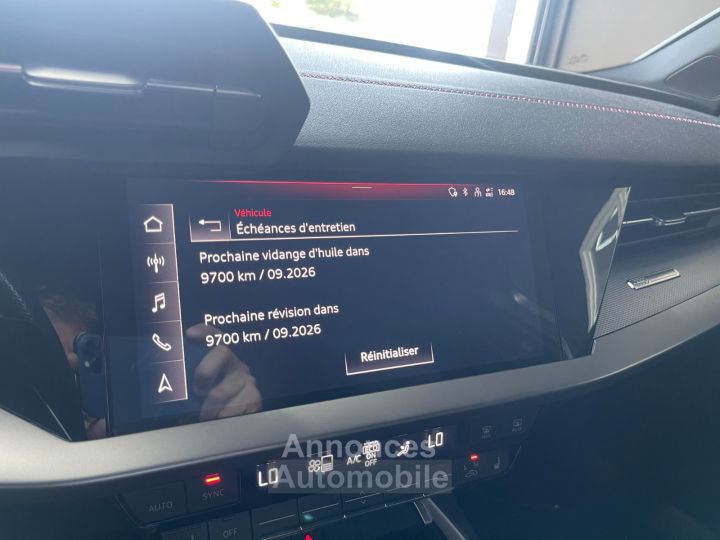 16:48
Véhicule
Échéances d'entretien
Prochaine vidange d'huile dans
9700 km / 09.2026
Prochaine révision dans
9700 km / 09.2026
Réinitialiser
Annonces
Automobile
LO
A/C
ECO
ON
OFF
LO
AUTO
SYNC
OFF